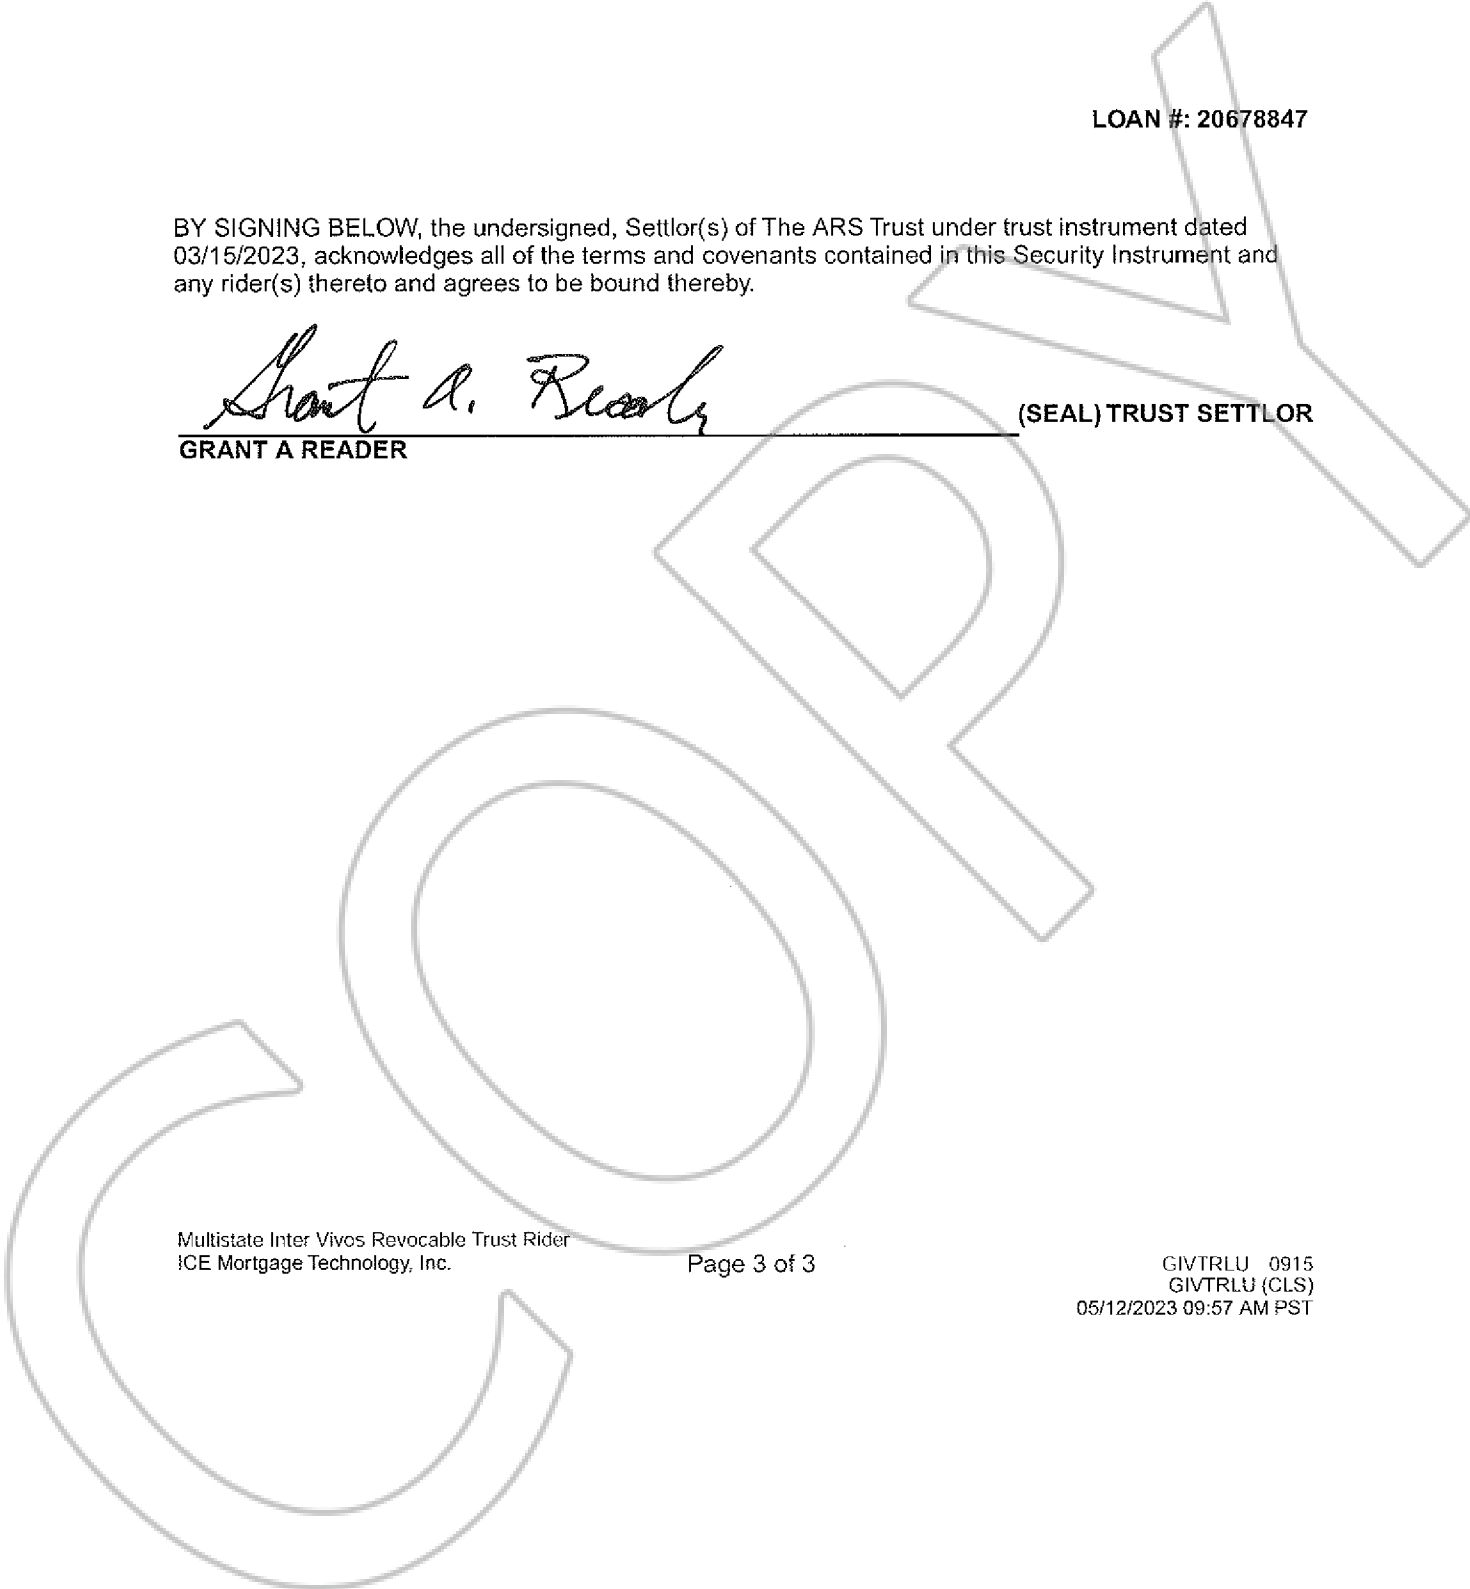 LOAN #: 20678847
BY SIGNING BELOW, the undersigned, Settlor(s) of The ARS Trust under trust instrument dated
03/15/2023, acknowledges all of the terms and covenants contained in this Security Instrument and
any rider(s) thereto and agrees to be bound thereby.
Grant A. Reader
(SEAL) TRUST SETTLOR
GRANT A READER
COPY
Multistate Inter Vivos Revocable Trust Rider
ICE Mortgage Technology, Inc.
Page 3 of 3
GIVTRLU 0915
GIVTRLU (CLS)
05/12/2023 09:57 AM PST